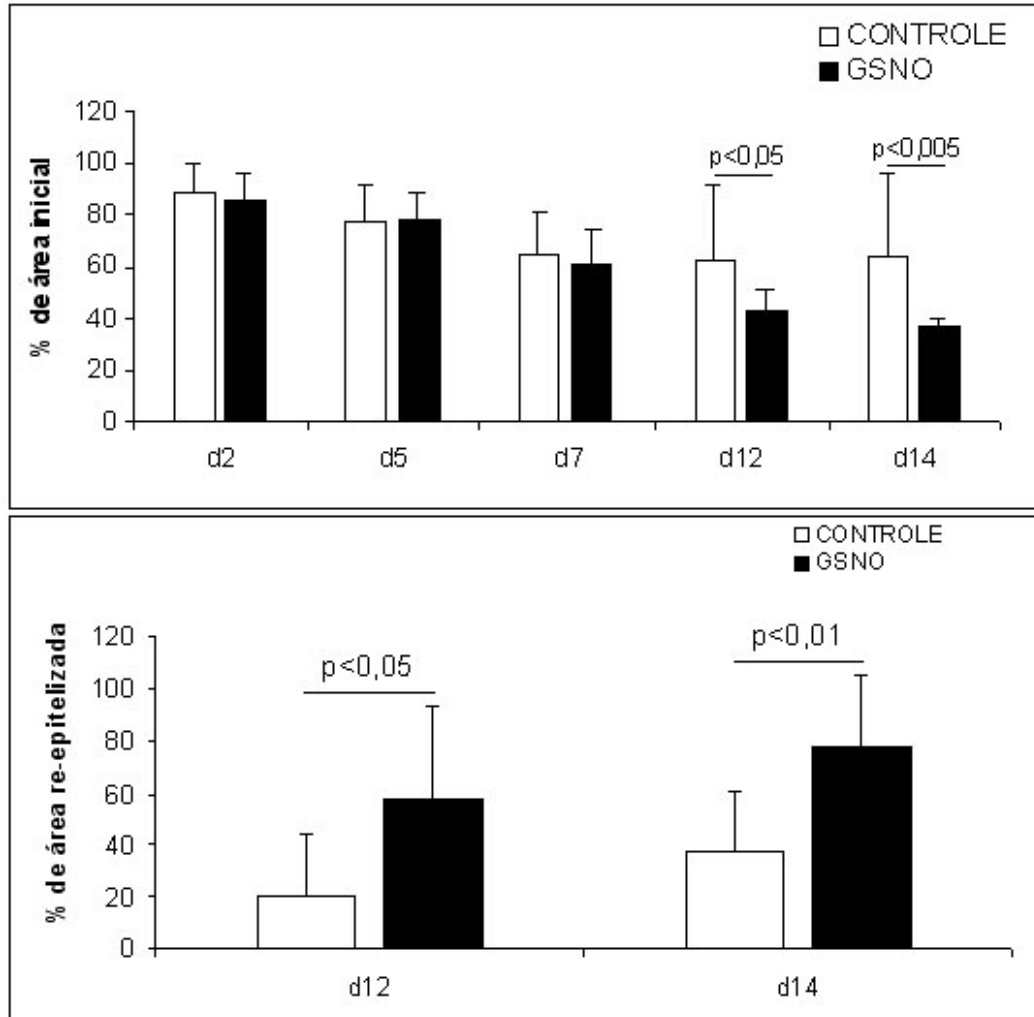 CONTROLE
GSNO
% de área inicial
120
100
80
60
40
20
0
p<0,05
p<0,005
d2 d5 d7 d12 d14
CONTROLE
GSNO
% de área re-epitelizada
120
100
80
60
40
20
0
p<0,05
p<0,01
d12 d14